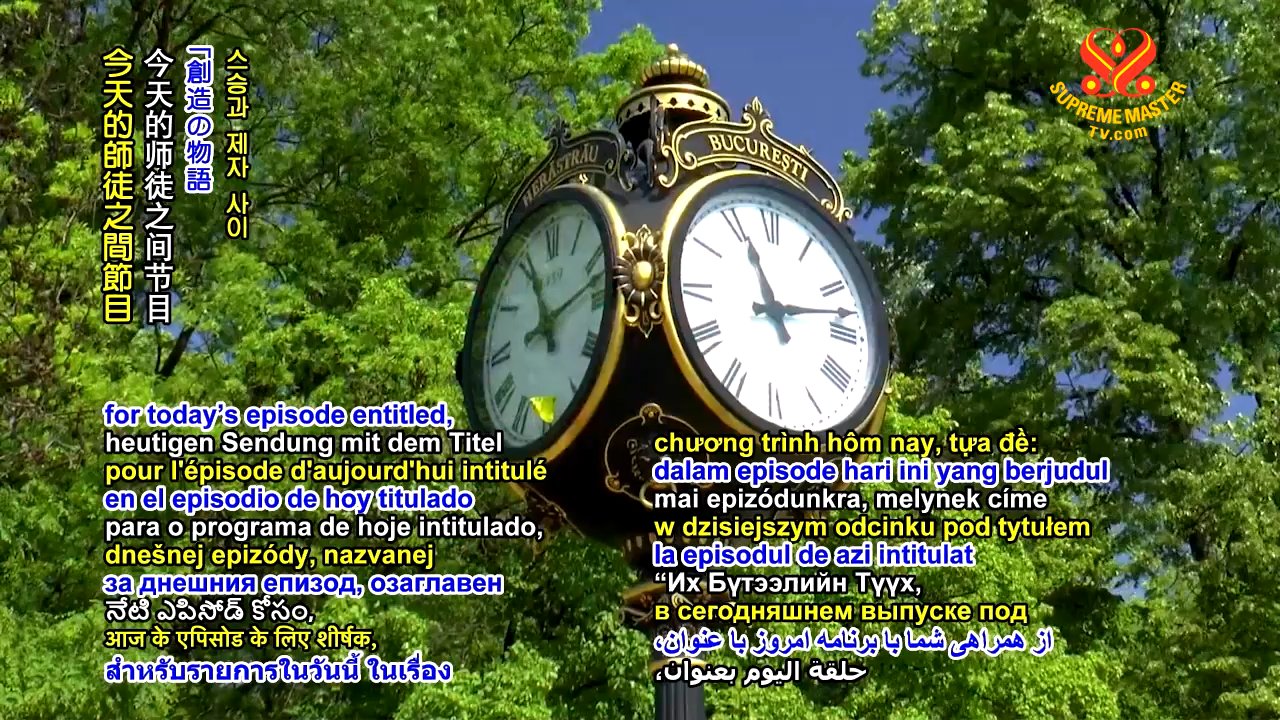 스승과 제자 사이
「創造の物語
今天的师徒之间节目
今天的師徒之間節目
SUPREME MASTER
TV.com
HERĂSTRĂU
BUCUREŞTI
for today’s episode entitled,
heutigen Sendung mit dem Titel
pour l'épisode d'aujourd'hui intitulé
en el episodio de hoy titulado
para o programa de hoje intitulado,
dnešnej epizódy, nazvanej
за днешния епизод, озаглавен
నేటి ఎపిసోడ్ కోసం,
आज के एपिसोड के लिए शीर्षक,
สำหรับรายการในวันนี้ ในเรื่อง
chương trình hôm nay, tựa đề:
dalam episode hari ini yang berjudul
mai epizódunkra, melynek címe
w dzisiejszym odcinku pod tytułem
la episodul de azi intitulat
“Их Бүтээлийн Түүх,
в сегодняшнем выпуске под
از همراهی شما با برنامه امروز با عنوان،
حلقة اليوم بعنوان،